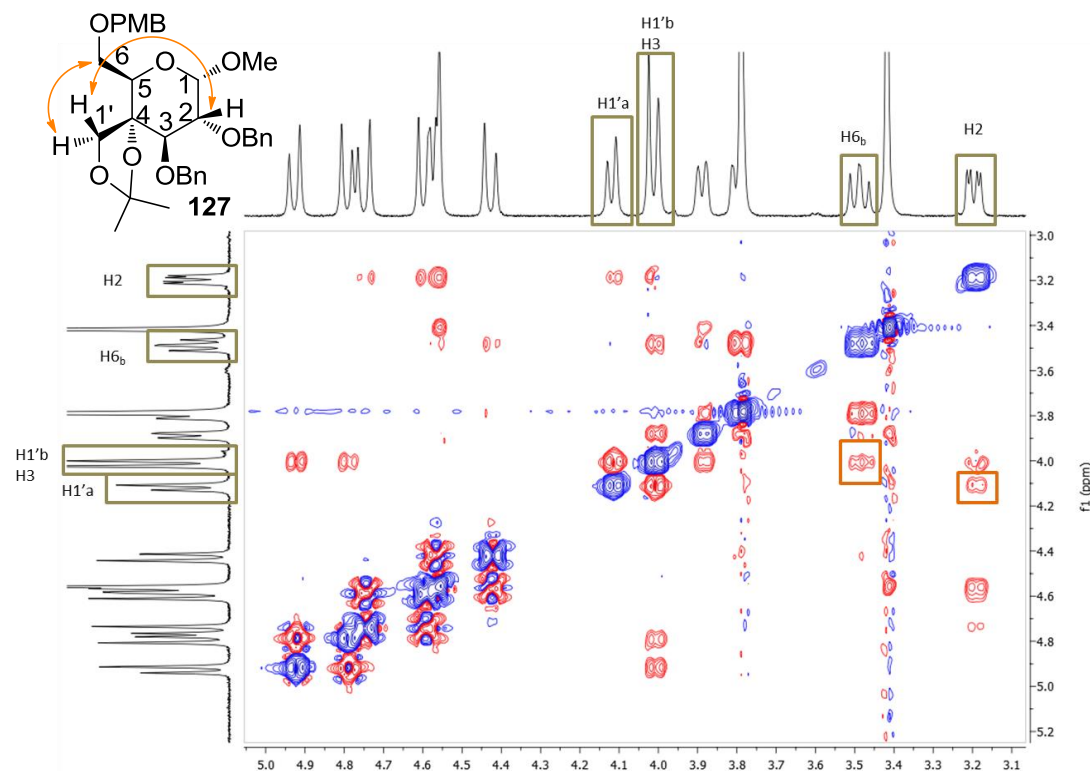 OPMB
6
O
OMe
1
5
H
H
2
1'
4
3
H
OBn
O
O
OBn
127
H1'b
H3
H1'a
H6b
H2
H2
H6b
H1'b
H3
H1'a
3.0
3.2
3.4
3.6
3.8
4.0
4.2
4.4
4.6
4.8
5.0
5.2
f1 (ppm)
5.0 4.9 4.8 4.7 4.6 4.5 4.4 4.3 4.2 4.1 4.0 3.9 3.8 3.7 3.6 3.5 3.4 3.3 3.2 3.1